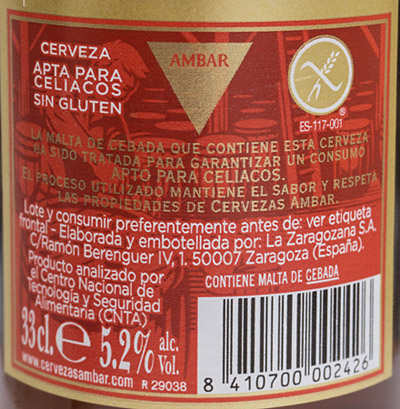 CERVEZA
APTA PARA
CELIACOS
SIN GLUTEN
AMBAR
®
ES-117-001
LA MALTA DE CEBADA QUE CONTIENE ESTA CERVEZA
HA SIDO TRATADA PARA GARANTIZAR UN CONSUMO
APTO PARA CELIACOS.
EL PROCESO UTILIZADO MANTIENE EL SABOR Y RESPETA
LAS PROPIEDADES DE CERVEZAS AMBAR.
Lote y consumir preferentemente antes de: ver etiqueta
frontal - Elaborada y embotellada por: La Zaragozana S.A.
C/Ramón Berenguer IV, 1. 50007 Zaragoza (España).
Producto analizado por
el Centro Nacional de
Tecnología y Seguridad
Alimentaria (CNTA)
CONTIENE MALTA DE CEBADA
33cl. e 5.2% alc. Vol.
www.cervezasambar.com R 29038
8 410700 002426